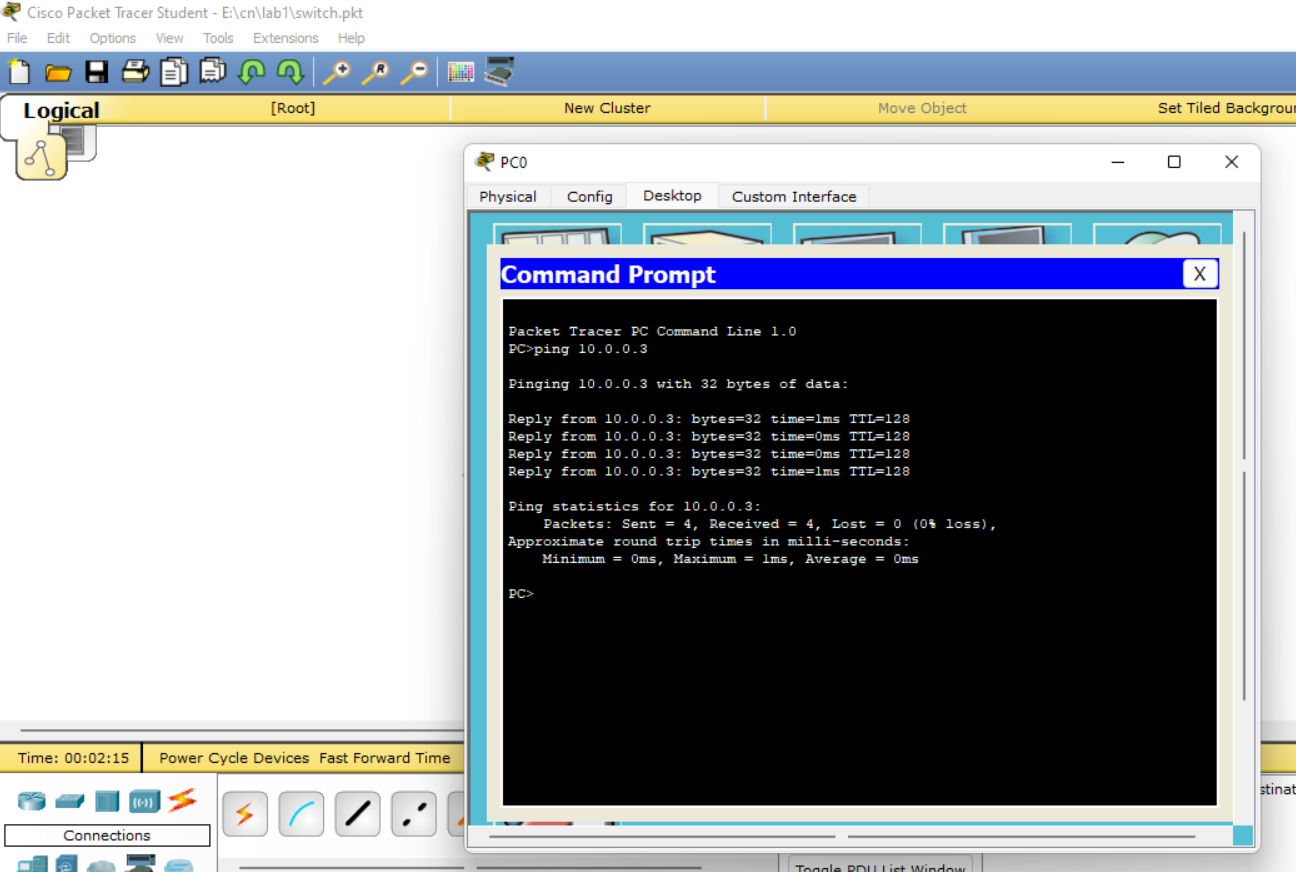 Cisco Packet Tracer Student - E:\cn\lab1\switch.pkt
File Edit Options View Tools Extensions Help
R
Logical [Root] New Cluster Move Object Set Tiled Backgrou
PC0
Physical Config Desktop Custom Interface
Command Prompt X
Packet Tracer PC Command Line 1.0
PC>ping 10.0.0.3
Pinging 10.0.0.3 with 32 bytes of data:
Reply from 10.0.0.3: bytes=32 time=1ms TTL=128
Reply from 10.0.0.3: bytes=32 time=0ms TTL=128
Reply from 10.0.0.3: bytes=32 time=0ms TTL=128
Reply from 10.0.0.3: bytes=32 time=1ms TTL=128
Ping statistics for 10.0.0.3:
Packets: Sent = 4, Received = 4, Lost = 0 (0% loss),
Approximate round trip times in milli-seconds:
Minimum = 0ms, Maximum = 1ms, Average = 0ms
PC>
Time: 00:02:15 Power Cycle Devices Fast Forward Time
stinat
Connections
Toggle PDU List Window